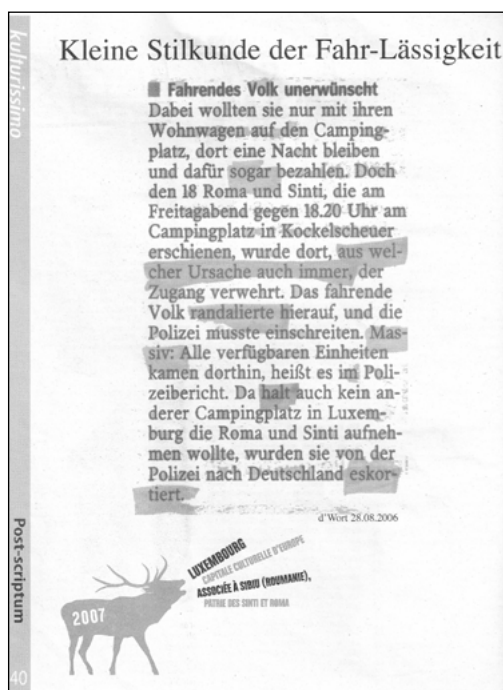 kulturissimo
Kleine Stilkunde der Fahr-Lässigkeit
Fahrendes Volk unerwünscht
Dabei wollten sie nur mit ihren
Wohnwagen auf den Camping-
platz, dort eine Nacht bleiben
und dafür sogar bezahlen. Doch
den 18 Roma und Sinti, die am
Freitagabend gegen 18.20 Uhr am
Campingplatz in Kockelscheuer
erschienen, wurde dort, aus wel-
cher Ursache auch immer, der
Zugang verwehrt. Das fahrende
Volk randalierte hierauf, und die
Polizei musste einschreiten. Mas-
siv: Alle verfügbaren Einheiten
kamen dorthin, heißt es im Poli-
zeibericht. Da halt auch kein an-
derer Campingplatz in Luxem-
burg die Roma und Sinti aufneh-
men wollte, wurden sie von der
Polizei nach Deutschland eskor-
tiert.
d'Wort 28.08.2006
LUXEMBOURG
CAPITALE CULTURELLE D'EUROPE
ASSOCIÉE À SIBIU (ROUMANIE),
PATRIE DES SINTI ET ROMA
2007
Post-scriptum
40